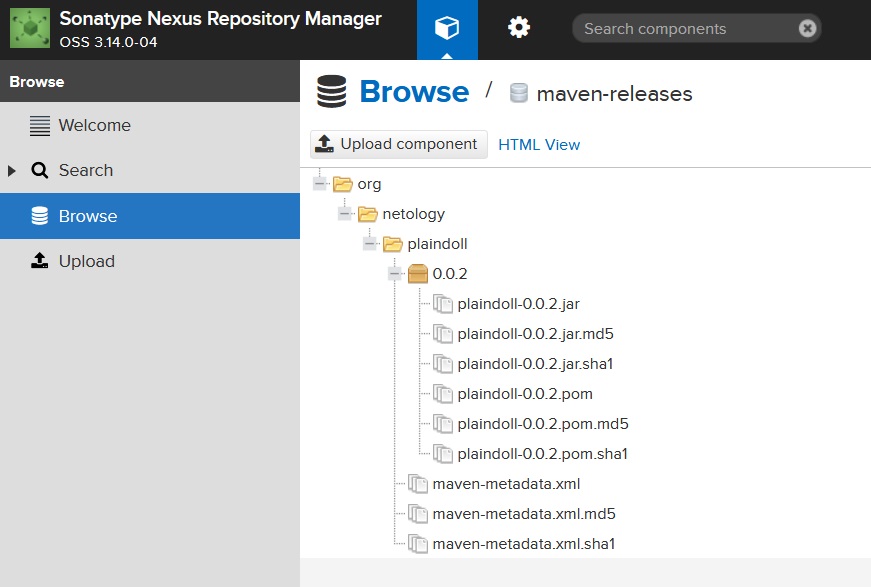 Sonatype Nexus Repository Manager
OSS 3.14.0-04
Search components
Browse
Welcome
Search
Browse
Upload
Browse / maven-releases
Upload component HTML View
org
netology
plaindoll
0.0.2
plaindoll-0.0.2.jar
plaindoll-0.0.2.jar.md5
plaindoll-0.0.2.jar.sha1
plaindoll-0.0.2.pom
plaindoll-0.0.2.pom.md5
plaindoll-0.0.2.pom.sha1
maven-metadata.xml
maven-metadata.xml.md5
maven-metadata.xml.sha1